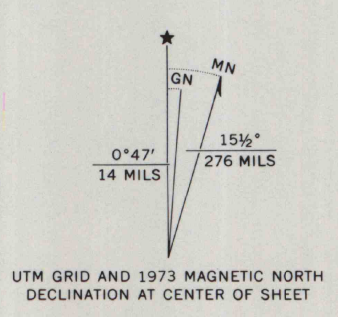 ★
MN
GN
15½°
276 MILS
0°47'
14 MILS
UTM GRID AND 1973 MAGNETIC NORTH
DECLINATION AT CENTER OF SHEET